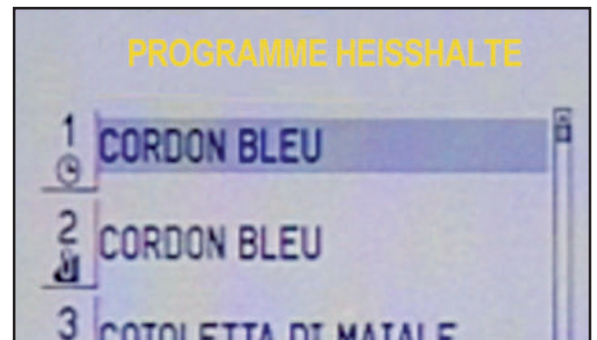 PROGRAMME HEISSHALTE
1 CORDON BLEU
2 CORDON BLEU
3 COTOLETTA DI MAIALE